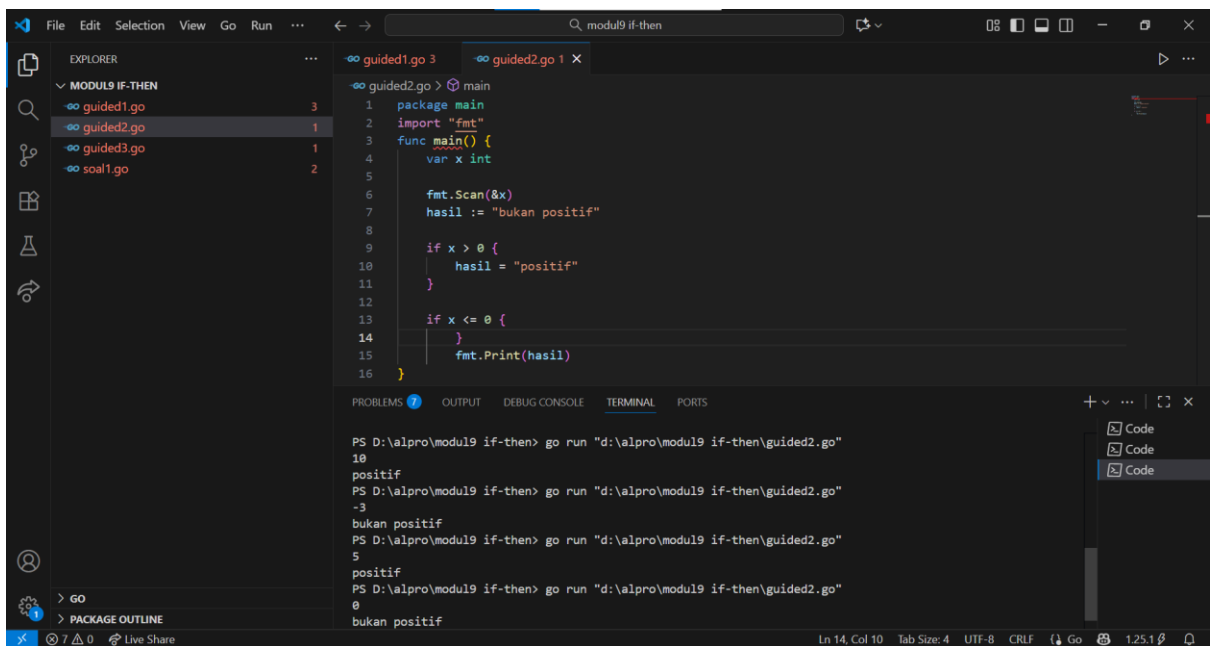 File Edit Selection View Go Run ··· modul9 if-then
EXPLORER ···
MODUL9 IF-THEN
guided1.go 3
guided2.go 1
guided3.go 1
soal1.go 2
GO
PACKAGE OUTLINE
guided1.go 3 guided2.go 1
guided2.go > main
1 package main
2 import "fmt"
3 func main() {
4 var x int
5
6 fmt.Scan(&x)
7 hasil := "bukan positif"
8
9 if x > 0 {
10 hasil = "positif"
11 }
12
13 if x <= 0 {
14 }
15 fmt.Print(hasil)
16 }
PROBLEMS 7 OUTPUT DEBUG CONSOLE TERMINAL PORTS
PS D:\alpro\modul9 if-then> go run "d:\alpro\modul9 if-then\guided2.go"
10
positif
PS D:\alpro\modul9 if-then> go run "d:\alpro\modul9 if-then\guided2.go"
-3
bukan positif
PS D:\alpro\modul9 if-then> go run "d:\alpro\modul9 if-then\guided2.go"
5
positif
PS D:\alpro\modul9 if-then> go run "d:\alpro\modul9 if-then\guided2.go"
0
bukan positif
Code
Code
Code
1
7 0 Live Share Ln 14, Col 10 Tab Size: 4 UTF-8 CRLF Go 1.25.1